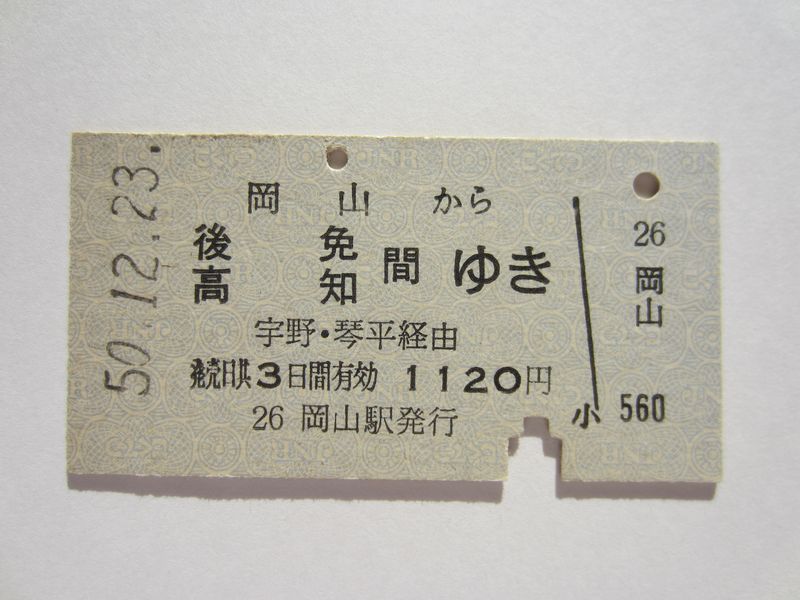 50.12.23.
岡山から
後免
高知
間ゆき
宇野・琴平経由
発売日共3日間有効 1120円
26 岡山駅発行
26
岡山
小 560